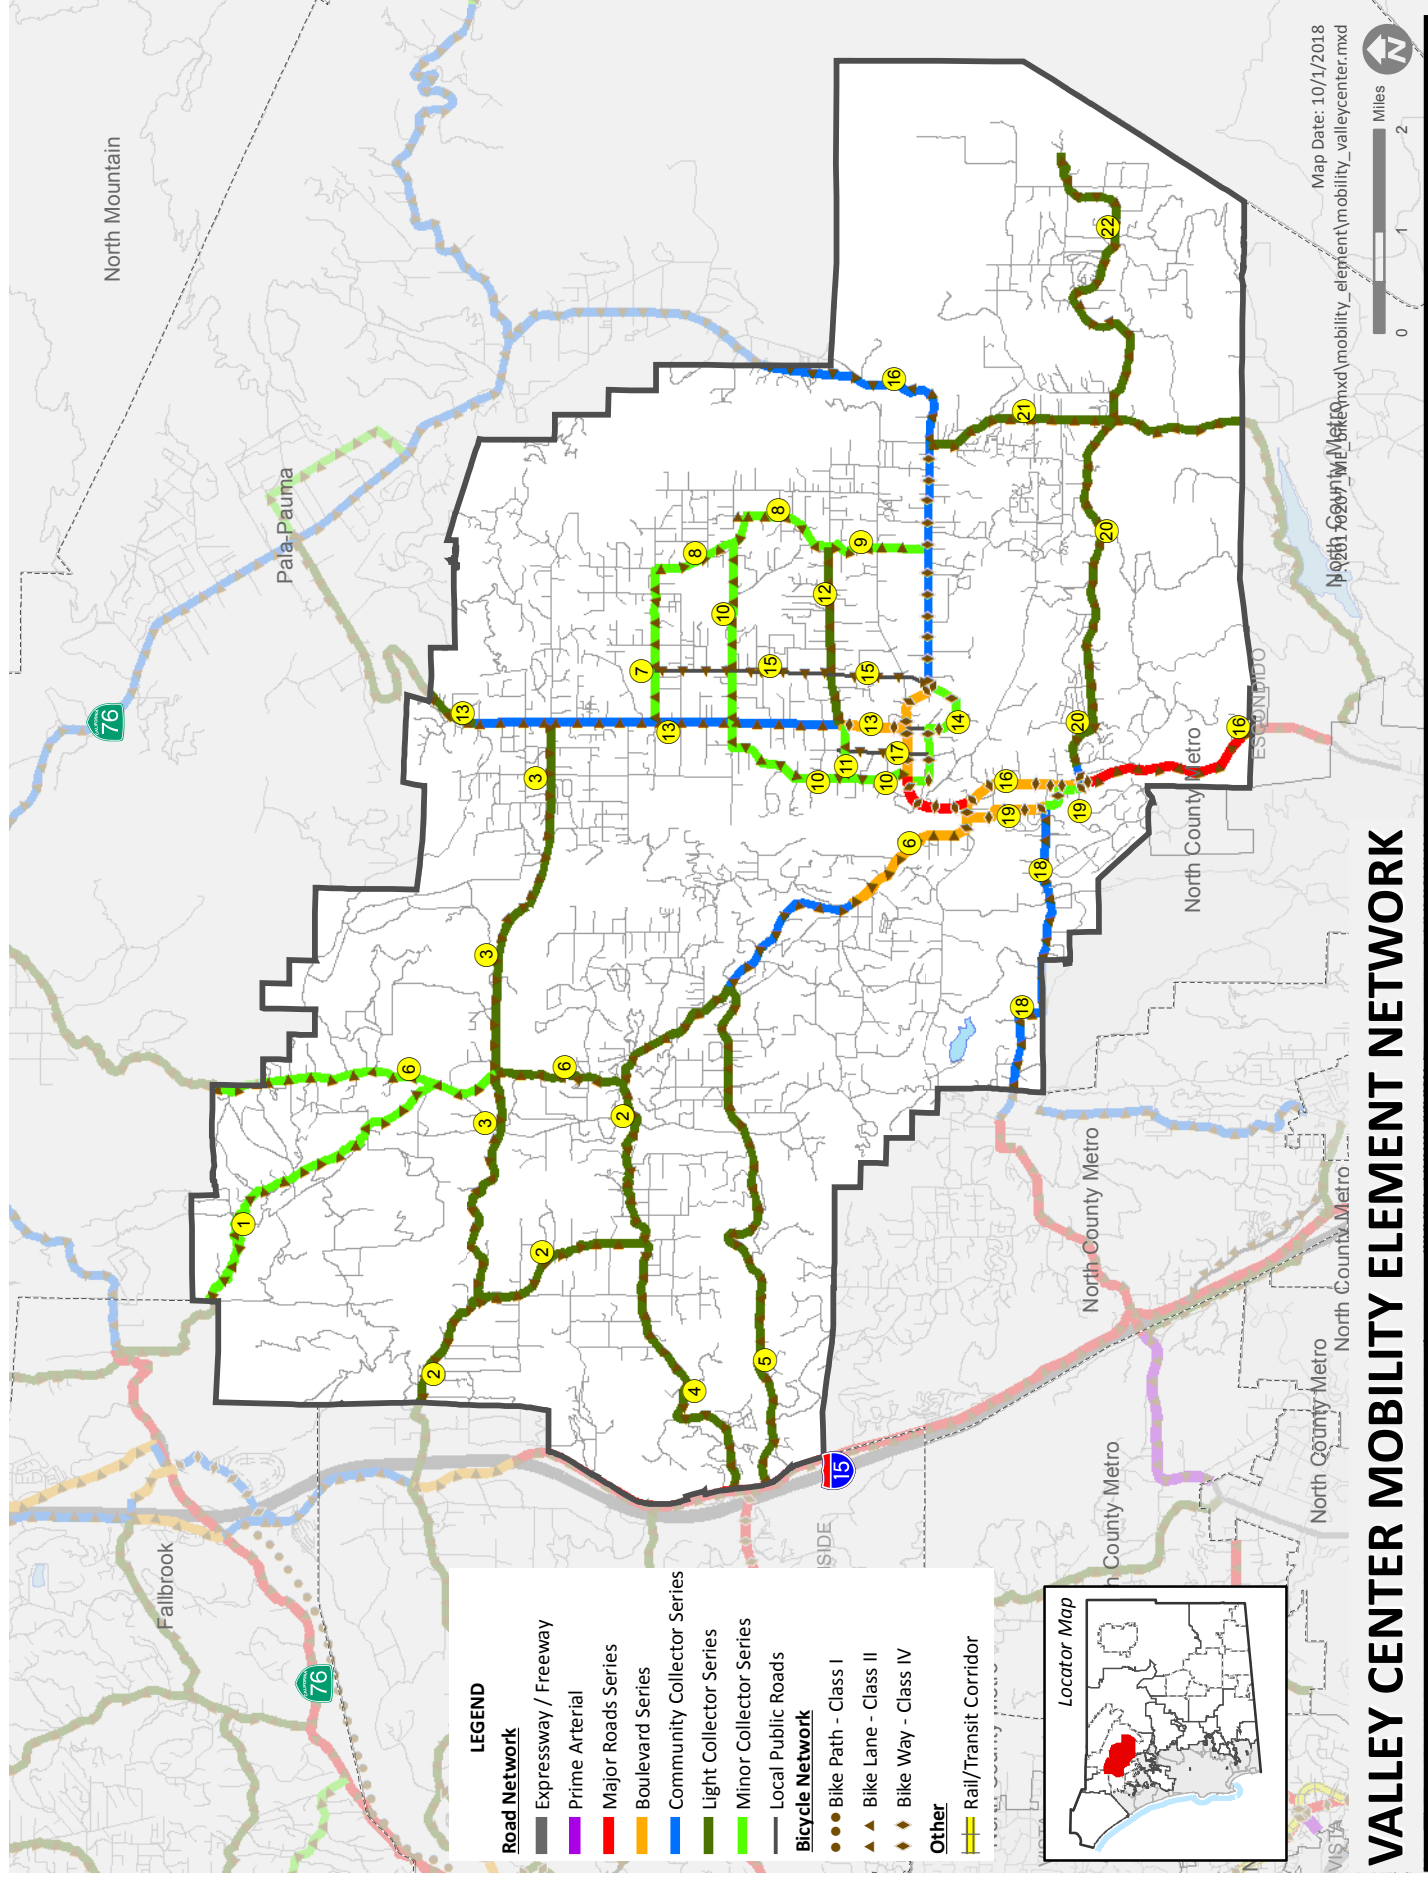 VALLEY CENTER MOBILITY ELEMENT NETWORK
LEGEND
Road Network
Expressway / Freeway
Prime Arterial
Major Roads Series
Boulevard Series
Community Collector Series
Light Collector Series
Minor Collector Series
Local Public Roads
Bicycle Network
Bike Path - Class I
Bike Lane - Class II
Bike Way - Class IV
Other
Rail/Transit Corridor
Locator Map
Fallbrook
Pala-Pauma
North Mountain
North County Metro
North County Metro
North County Metro
North County Metro
North County Metro
County Metro
ESCONDIDO
VISTA
CALIFORNIA
76
CALIFORNIA
76
15
1
2
2
2
3
3
3
4
5
6
6
6
7
8
8
9
10
10
10
11
12
13
13
13
14
15
15
16
16
16
17
18
18
19
19
20
20
21
22
Map Date: 10/1/2018
0
1
2
Miles
N